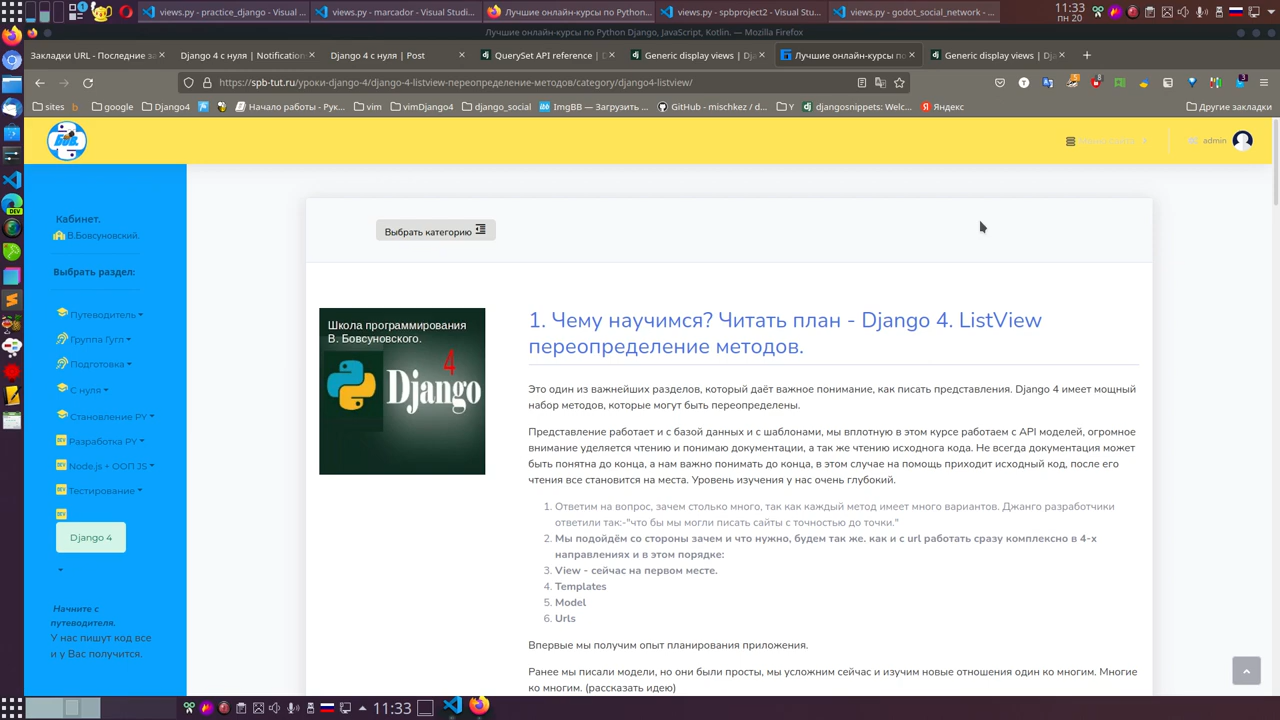 views.py - practice_django - Visual ...
views.py - marcador - Visual Studi...
Лучшие онлайн-курсы по Python...
views.py - spbproject2 - Visual Stu...
views.py - godot_social_network - ...
11:33
пн 20
Лучшие онлайн-курсы по Python Django, JavaScript, Kotlin. — Mozilla Firefox
Закладки URL - Последние за
Django 4 с нуля | Notification
Django 4 с нуля | Post
QuerySet API reference | D
Generic display views | Dja
Лучшие онлайн-курсы по
Generic display views | Dja
https://spb-tut.ru/уроки-django-4/django-4-listview-переопределение-методов/category/django4-listview/
sites
google
Django4
Начало работы - Рук...
vim
vimDjango4
django_social
ImgBB — Загрузить ...
GitHub - mischkez / d...
Y
djangosnippets: Welc...
Яндекс
Другие закладки
Бов.
admin
Кабинет.
В.Бовсуновский.
Выбрать раздел:
Путеводитель
Группа Гугл
Подготовка
С нуля
Становление PY
Разработка PY
Node.js + ООП JS
Тестирование
Django 4
Начните с
путеводителя.
У нас пишут код все
и у Вас получится.
Выбрать категорию
Школа программирования
В. Бовсуновского.
4
Django
1. Чему научимся? Читать план - Django 4. ListView
переопределение методов.
Это один из важнейших разделов, который даёт важное понимание, как писать представления. Django 4 имеет мощный
набор методов, которые могут быть переопределены.
Представление работает и с базой данных и с шаблонами, мы вплотную в этом курсе работаем с API моделей, огромное
внимание уделяется чтению и понимаю документации, а так же чтению исходного кода. Не всегда документация может
быть понятна до конца, а нам важно понимать до конца, в этом случае на помощь приходит исходный код, после его
чтения все становится на места. Уровень изучения у нас очень глубокий.
1. Ответим на вопрос, зачем столько много, так как каждый метод имеет много вариантов. Джанго разработчики
ответили так:-"что бы мы могли писать сайты с точностью до точки."
2. Мы подойдём со стороны зачем и что нужно, будем так же. как и с url работать сразу комплексно в 4-х
направлениях и в этом порядке:
3. View - сейчас на первом месте.
4. Templates
5. Model
6. Urls
Впервые мы получим опыт планирования приложения.
Ранее мы писали модели, но они были просты, мы усложним сейчас и изучим новые отношения один ко многим. Многие
ко многим. (рассказать идею)
11:33